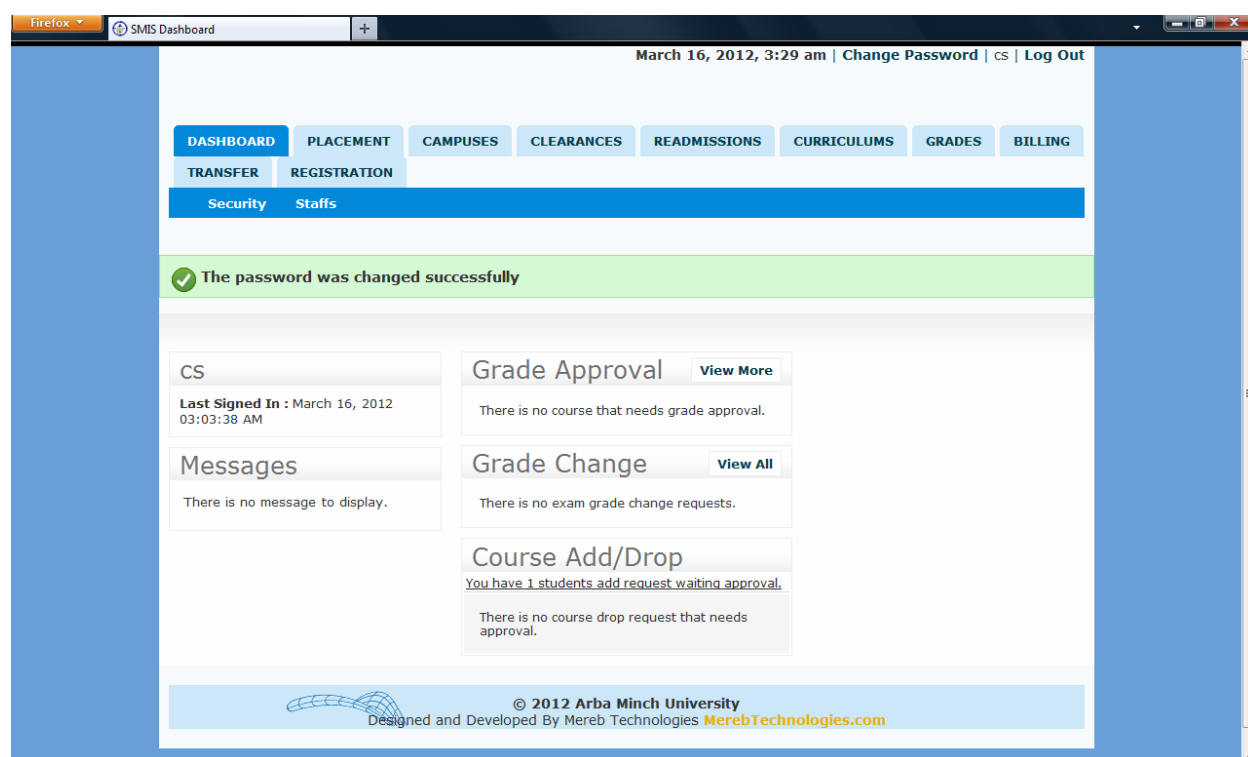 Firefox
SMIS Dashboard
+
March 16, 2012, 3:29 am | Change Password | cs | Log Out
DASHBOARD PLACEMENT CAMPUSES CLEARANCES READMISSIONS CURRICULUMS GRADES BILLING
TRANSFER REGISTRATION
Security Staffs
The password was changed successfully
cs
Last Signed In : March 16, 2012
03:03:38 AM
Messages
There is no message to display.
Grade Approval View More
There is no course that needs grade approval.
Grade Change View All
There is no exam grade change requests.
Course Add/Drop
You have 1 students add request waiting approval.
There is no course drop request that needs
approval.
© 2012 Arba Minch University
Designed and Developed By Mereb Technologies MerebTechnologies.com